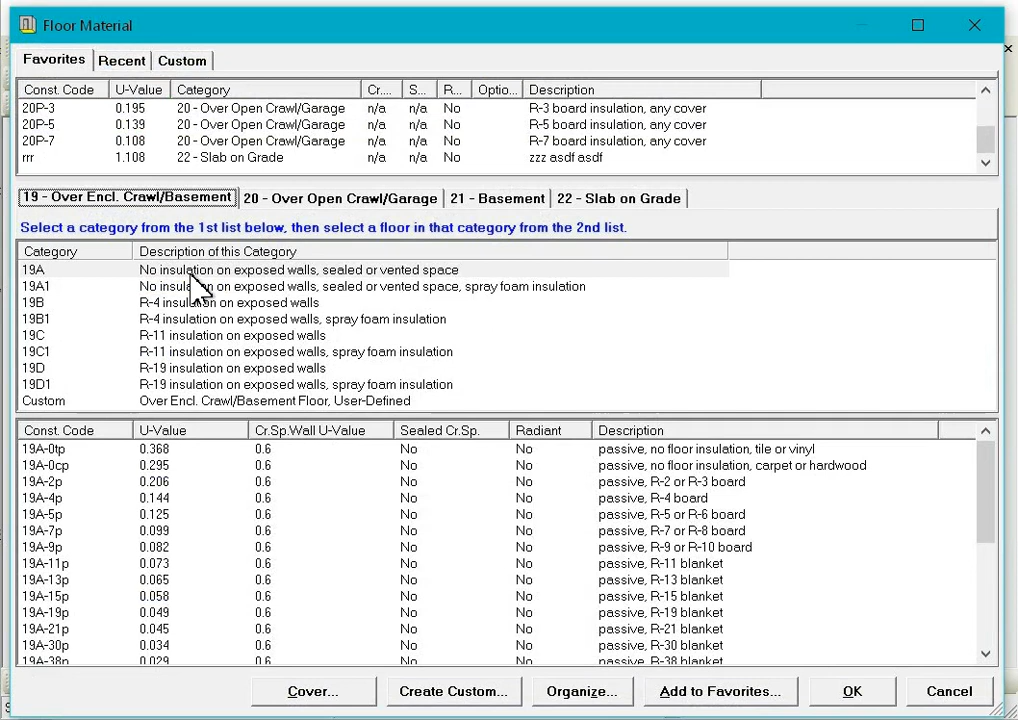 Floor Material
Favorites Recent Custom
Const. Code U-Value Category Cr.... S... R... Optio... Description
20P-3 0.195 20 - Over Open Crawl/Garage n/a n/a No R-3 board insulation, any cover
20P-5 0.139 20 - Over Open Crawl/Garage n/a n/a No R-5 board insulation, any cover
20P-7 0.108 20 - Over Open Crawl/Garage n/a n/a No R-7 board insulation, any cover
rrr 1.108 22 - Slab on Grade n/a n/a No zzz asdf asdf
19 - Over Encl. Crawl/Basement 20 - Over Open Crawl/Garage 21 - Basement 22 - Slab on Grade
Select a category from the 1st list below, then select a floor in that category from the 2nd list.
Category Description of this Category
19A No insulation on exposed walls, sealed or vented space
19A1 No insulation on exposed walls, sealed or vented space, spray foam insulation
19B R-4 insulation on exposed walls
19B1 R-4 insulation on exposed walls, spray foam insulation
19C R-11 insulation on exposed walls
19C1 R-11 insulation on exposed walls, spray foam insulation
19D R-19 insulation on exposed walls
19D1 R-19 insulation on exposed walls, spray foam insulation
Custom Over Encl. Crawl/Basement Floor, User-Defined
Const. Code U-Value Cr.Sp.Wall U-Value Sealed Cr.Sp. Radiant Description
19A-0tp 0.368 0.6 No No passive, no floor insulation, tile or vinyl
19A-0cp 0.295 0.6 No No passive, no floor insulation, carpet or hardwood
19A-2p 0.206 0.6 No No passive, R-2 or R-3 board
19A-4p 0.144 0.6 No No passive, R-4 board
19A-5p 0.125 0.6 No No passive, R-5 or R-6 board
19A-7p 0.099 0.6 No No passive, R-7 or R-8 board
19A-9p 0.082 0.6 No No passive, R-9 or R-10 board
19A-11p 0.073 0.6 No No passive, R-11 blanket
19A-13p 0.065 0.6 No No passive, R-13 blanket
19A-15p 0.058 0.6 No No passive, R-15 blanket
19A-19p 0.049 0.6 No No passive, R-19 blanket
19A-21p 0.045 0.6 No No passive, R-21 blanket
19A-30p 0.034 0.6 No No passive, R-30 blanket
19A-38p 0.029 0.6 No No passive, R-38 blanket
Cover... Create Custom... Organize... Add to Favorites... OK Cancel